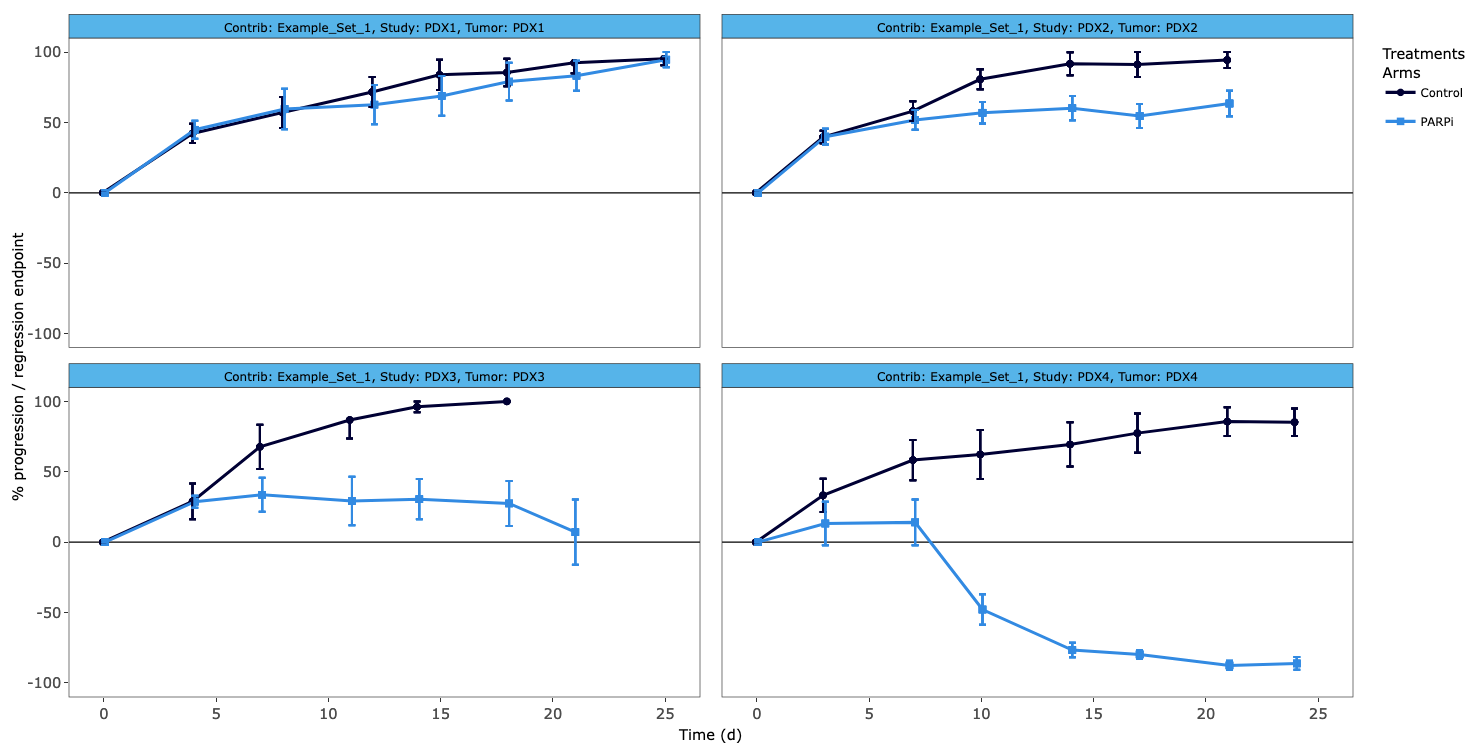 Contrib: Example_Set_1, Study: PDX1, Tumor: PDX1
Contrib: Example_Set_1, Study: PDX2, Tumor: PDX2
100
50
0
-50
-100
Treatments
Arms
Control
PARPi
% progression / regression endpoint
Contrib: Example_Set_1, Study: PDX3, Tumor: PDX3
Contrib: Example_Set_1, Study: PDX4, Tumor: PDX4
100
50
0
-50
-100
0 5 10 15 20 25 0 5 10 15 20 25
Time (d)